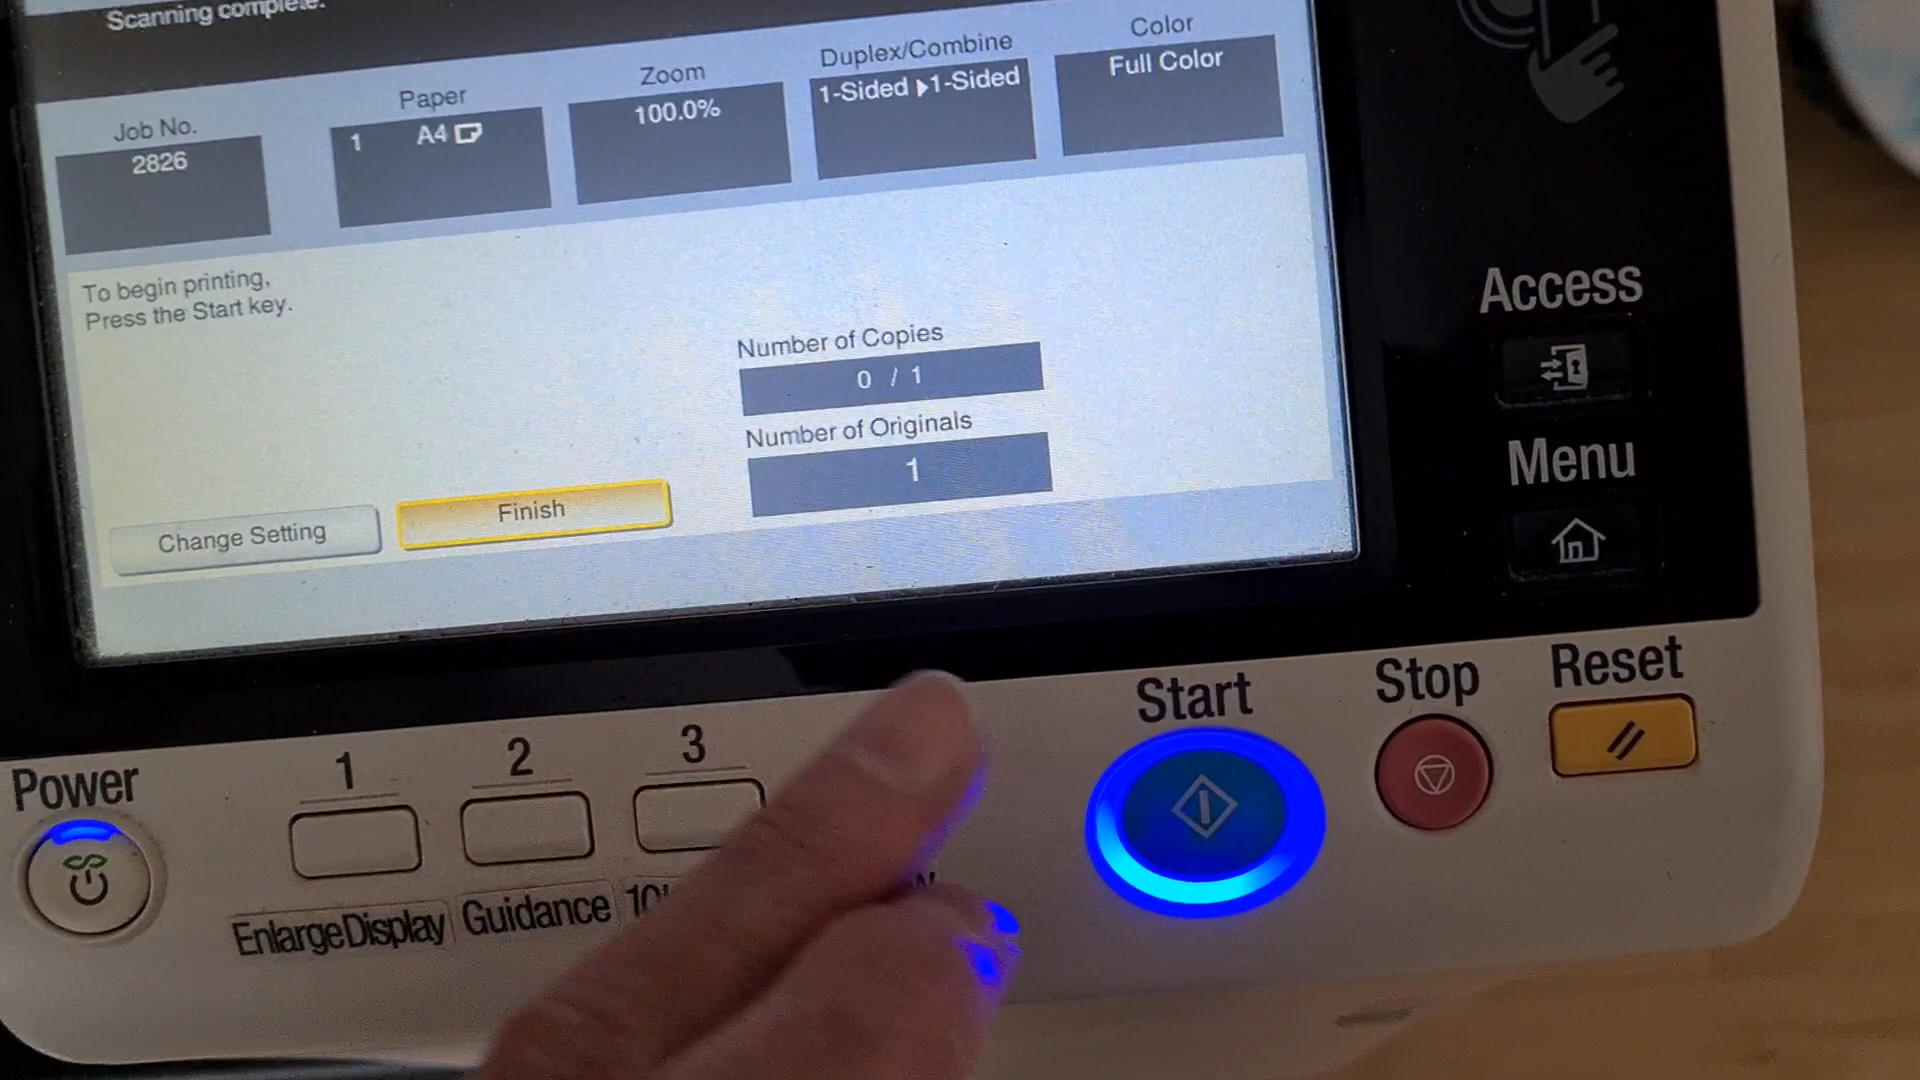 Scanning complete.
Job No.
2826
Paper
1 A4
Zoom
100.0%
Duplex/Combine
1-Sided ▶1-Sided
Color
Full Color
To begin printing,
Press the Start key.
Number of Copies
0 / 1
Number of Originals
1
Change Setting
Finish
Access
Menu
Power
1
2
3
Start
Stop
Reset
EnlargeDisplay
Guidance